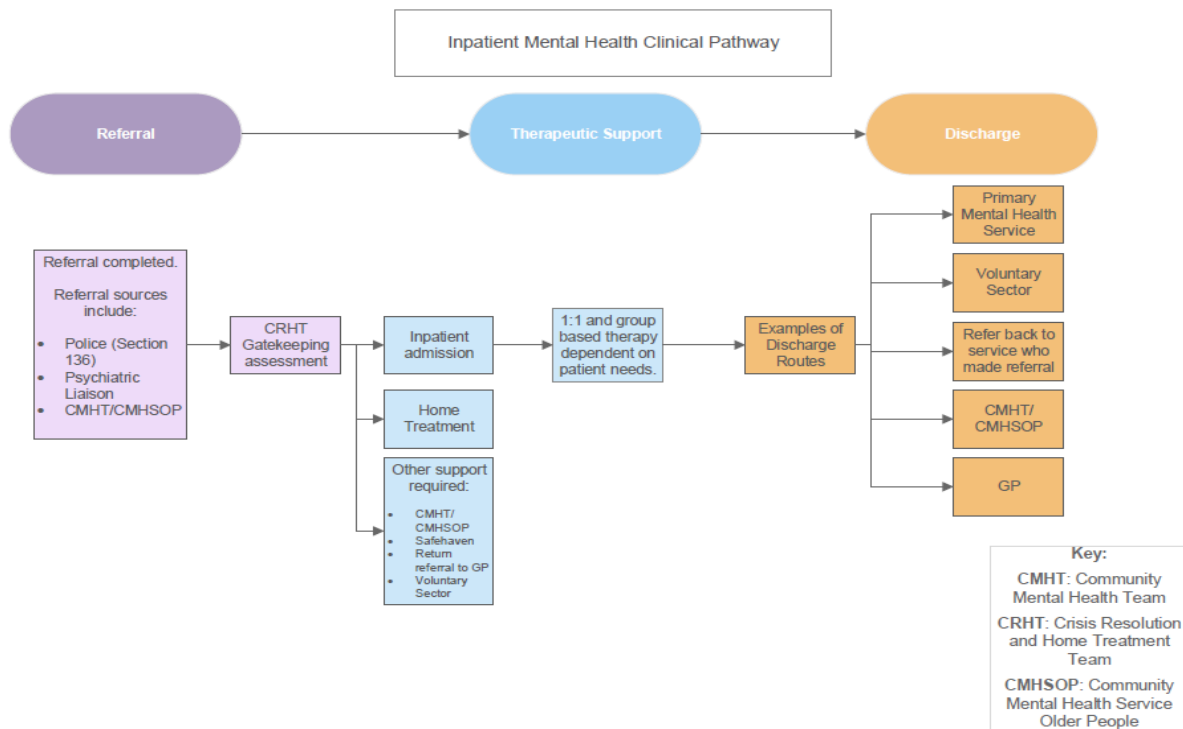 Inpatient Mental Health Clinical Pathway
Referral
Therapeutic Support
Discharge
Referral completed.
Referral sources
include:
• Police (Section
136)
• Psychiatric
Liaison
• CMHT/CMHSOP
CRHT
Gatekeeping
assessment
Inpatient
admission
Home
Treatment
Other support
required:
• CMHT/
CMHSOP
• Safehaven
• Return
referral to GP
• Voluntary
Sector
1:1 and group
based therapy
dependent on
patient needs.
Examples of
Discharge
Routes
Primary
Mental Health
Service
Voluntary
Sector
Refer back to
service who
made referral
CMHT/
CMHSOP
GP
Key:
CMHT: Community
Mental Health Team
CRHT: Crisis Resolution
and Home Treatment
Team
CMHSOP: Community
Mental Health Service
Older People